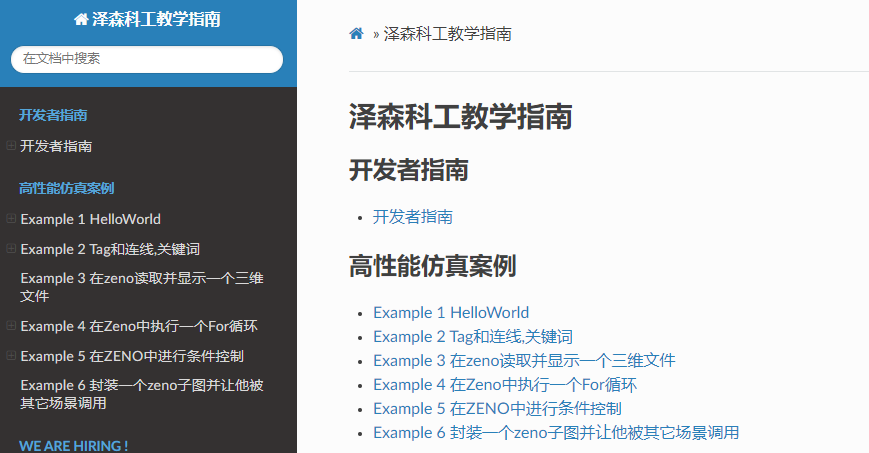 泽森科工教学指南
在文档中搜索
开发者指南
开发者指南
高性能仿真案例
Example 1 HelloWorld
Example 2 Tag和连线,关键词
Example 3 在zeno读取并显示一个三维
文件
Example 4 在Zeno中执行一个For循环
Example 5 在ZENO中进行条件控制
Example 6 封装一个zeno子图并让他被
其它场景调用
WE ARE HIRING !
» 泽森科工教学指南
泽森科工教学指南
开发者指南
开发者指南
高性能仿真案例
Example 1 HelloWorld
Example 2 Tag和连线,关键词
Example 3 在zeno读取并显示一个三维文件
Example 4 在Zeno中执行一个For循环
Example 5 在ZENO中进行条件控制
Example 6 封装一个zeno子图并让他被其它场景调用